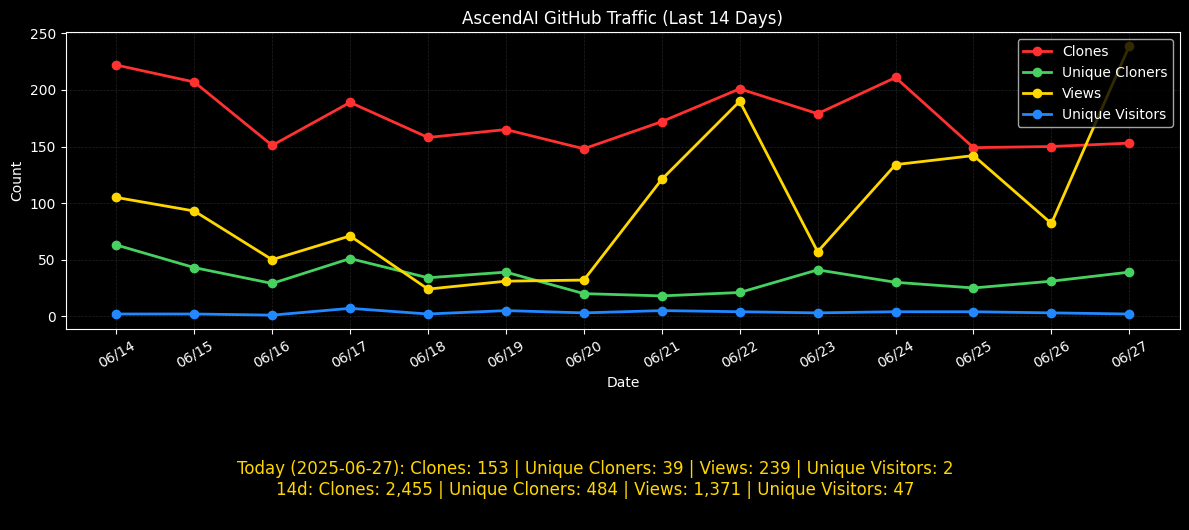 AscendAI GitHub Traffic (Last 14 Days)
250
200
150
100
50
0
Count
Clones
Unique Cloners
Views
Unique Visitors
06/14
06/15
06/16
06/17
06/18
06/19
06/20
06/21
06/22
06/23
06/24
06/25
06/26
06/27
Date
Today (2025-06-27): Clones: 153 | Unique Cloners: 39 | Views: 239 | Unique Visitors: 2
14d: Clones: 2,455 | Unique Cloners: 484 | Views: 1,371 | Unique Visitors: 47